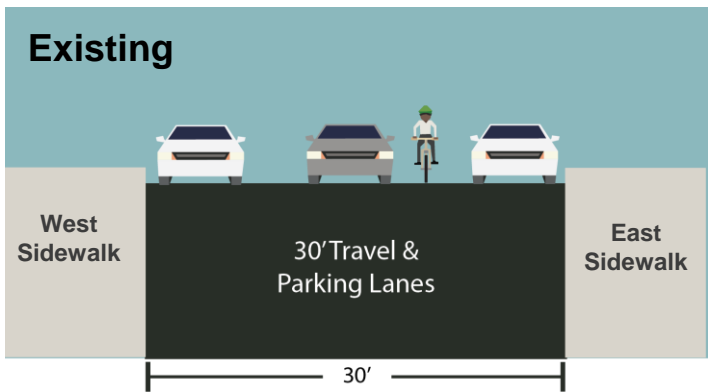 Existing
West
Sidewalk
30' Travel &
Parking Lanes
East
Sidewalk
30'